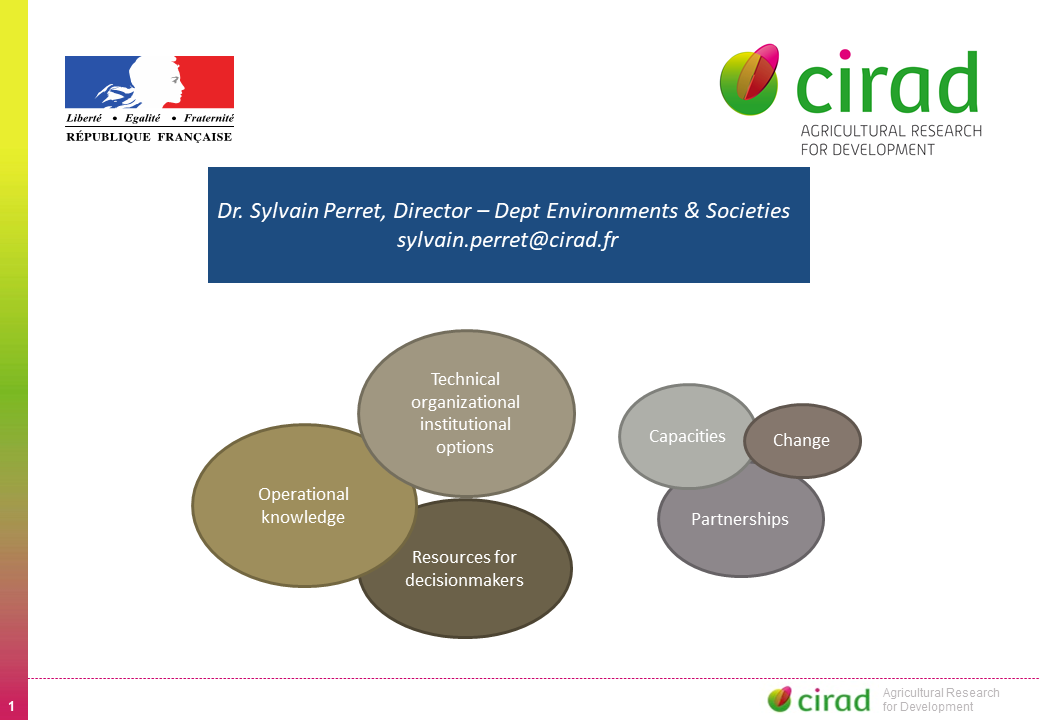 Liberté • Egalité • Fraternité
RÉPUBLIQUE FRANÇAISE
cirad
AGRICULTURAL RESEARCH
FOR DEVELOPMENT
Dr. Sylvain Perret, Director – Dept Environments & Societies
sylvain.perret@cirad.fr
Technical
organizational
institutional
options
Operational
knowledge
Resources for
decisionmakers
Capacities
Change
Partnerships
1
cirad
Agricultural Research
for Development